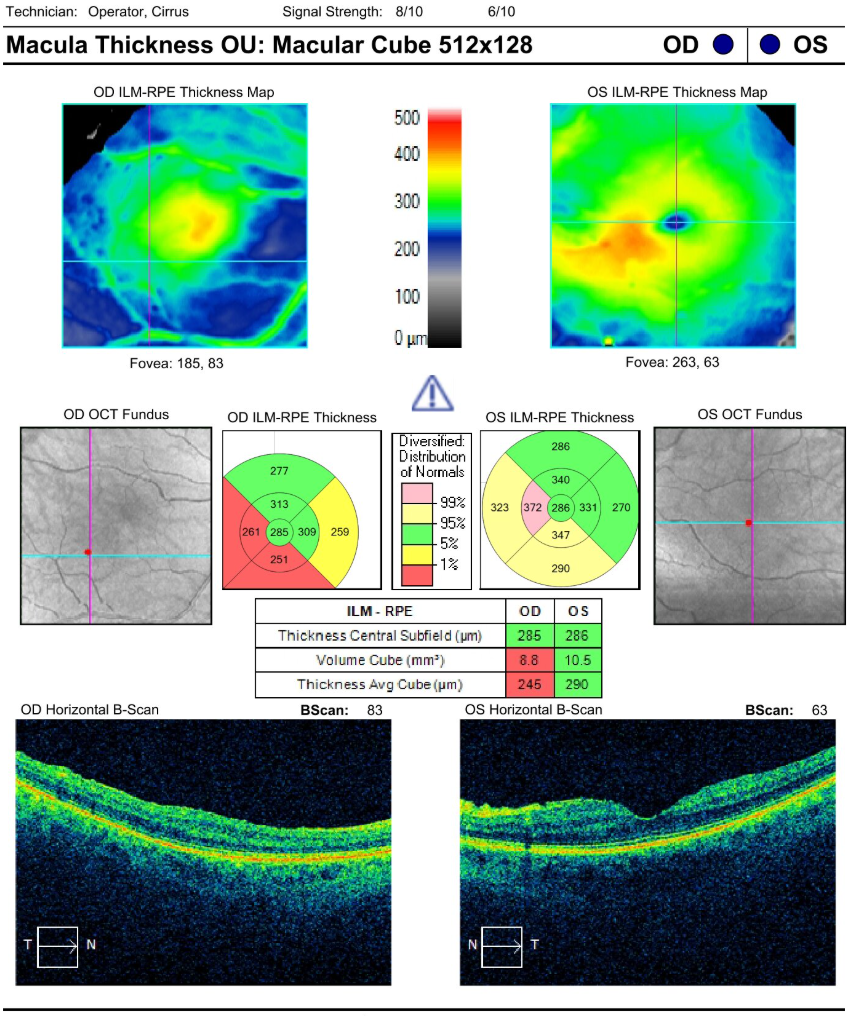 Technician: Operator, Cirrus Signal Strength: 8/10 6/10
Macula Thickness OU: Macular Cube 512x128 OD OS
OD ILM-RPE Thickness Map
OS ILM-RPE Thickness Map
500
400
300
200
100
0 µm
Fovea: 185, 83
Fovea: 263, 63
OD OCT Fundus
OD ILM-RPE Thickness
OS ILM-RPE Thickness
OS OCT Fundus
277
313
261 285 309 259
251
Diversified:
Distribution
of Normals
99%
95%
5%
1%
286
340
323 372 286 331 270
347
290
ILM - RPE OD OS
Thickness Central Subfield (µm) 285 286
Volume Cube (mm³) 8.8 10.5
Thickness Avg Cube (µm) 245 290
OD Horizontal B-Scan BScan: 83
OS Horizontal B-Scan BScan: 63
T N
N T